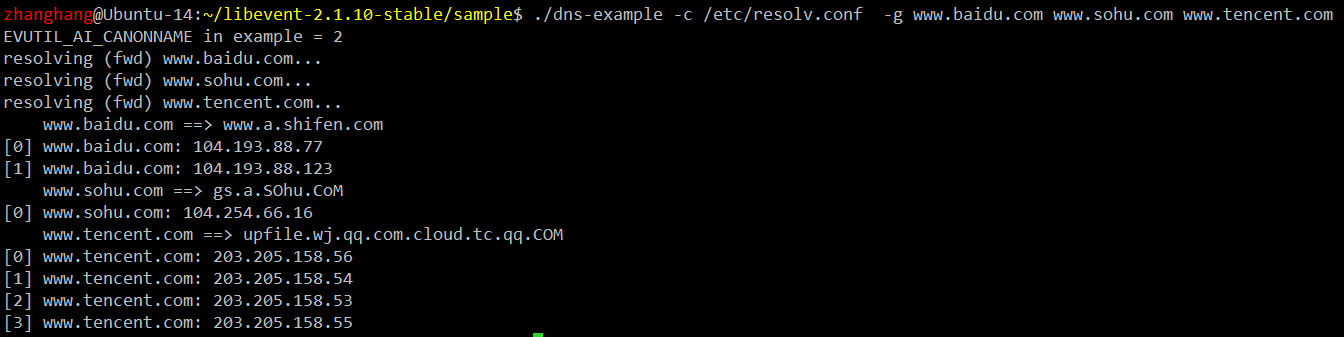 zhanghang@Ubuntu-14:~/libevent-2.1.10-stable/sample$ ./dns-example -c /etc/resolv.conf  -g www.baidu.com www.sohu.com www.tencent.com
EVUTIL_AI_CANONNAME in example = 2
resolving (fwd) www.baidu.com...
resolving (fwd) www.sohu.com...
resolving (fwd) www.tencent.com...
    www.baidu.com ==> www.a.shifen.com
[0] www.baidu.com: 104.193.88.77
[1] www.baidu.com: 104.193.88.123
    www.sohu.com ==> gs.a.SOhu.CoM
[0] www.sohu.com: 104.254.66.16
    www.tencent.com ==> upfile.wj.qq.com.cloud.tc.qq.COM
[0] www.tencent.com: 203.205.158.56
[1] www.tencent.com: 203.205.158.54
[2] www.tencent.com: 203.205.158.53
[3] www.tencent.com: 203.205.158.55